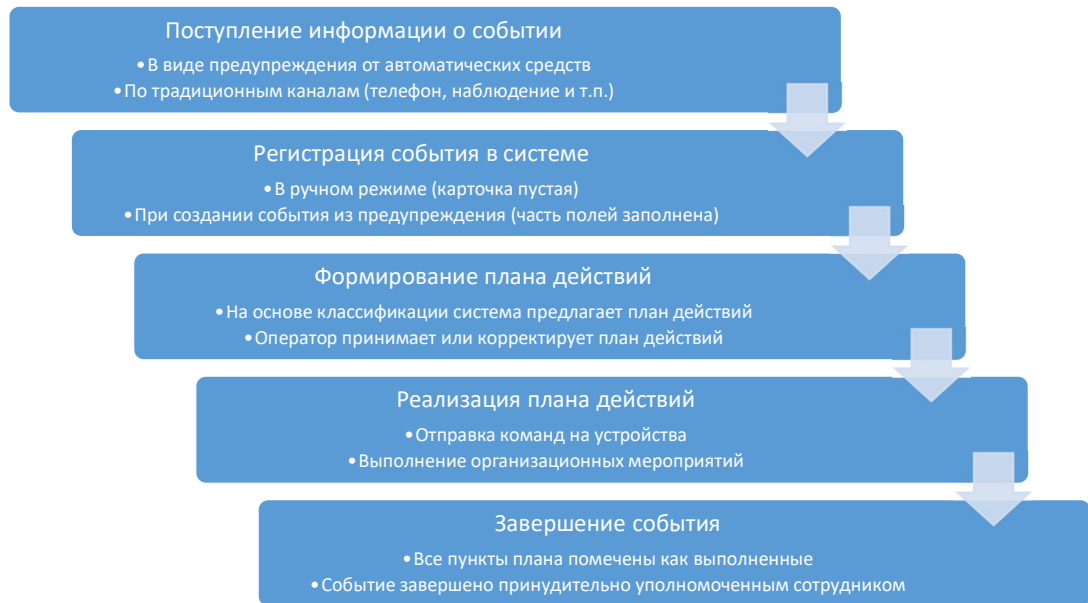 Поступление информации о событии
•В виде предупреждения от автоматических средств
•По традиционным каналам (телефон, наблюдение и т.п.)
Регистрация события в системе
•В ручном режиме (карточка пустая)
•При создании события из предупреждения (часть полей заполнена)
Формирование плана действий
•На основе классификации система предлагает план действий
•Оператор принимает или корректирует план действий
Реализация плана действий
•Отправка команд на устройства
•Выполнение организационных мероприятий
Завершение события
•Все пункты плана помечены как выполненные
•Событие завершено принудительно уполномоченным сотрудником